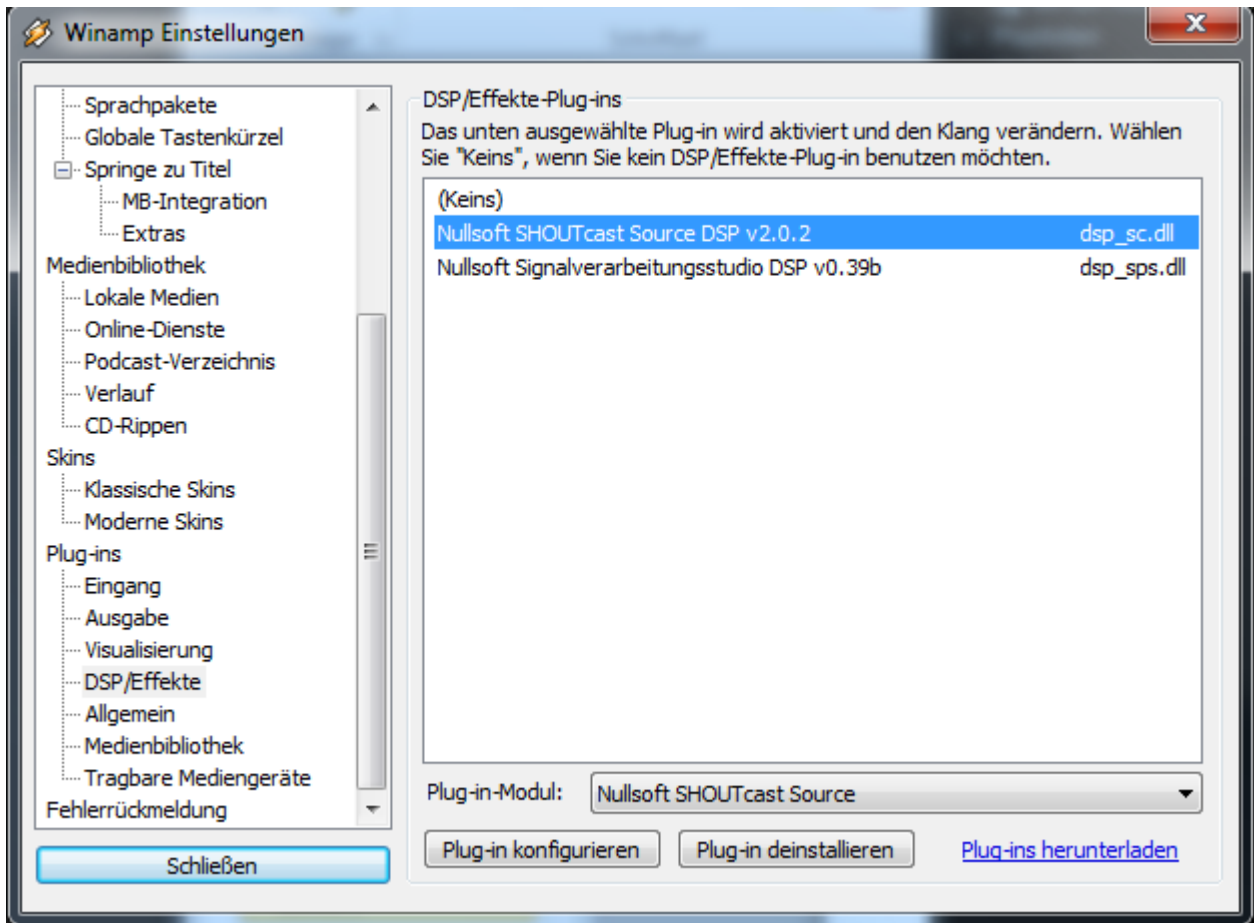 Winamp Einstellungen
Sprachpakete
Globale Tastenkürzel
Springe zu Titel
MB-Integration
Extras
Medienbibliothek
Lokale Medien
Online-Dienste
Podcast-Verzeichnis
Verlauf
CD-Rippen
Skins
Klassische Skins
Moderne Skins
Plug-ins
Eingang
Ausgabe
Visualisierung
DSP/Effekte
Allgemein
Medienbibliothek
Tragbare Mediengeräte
Fehlerrückmeldung
Schließen
DSP/Effekte-Plug-ins
Das unten ausgewählte Plug-in wird aktiviert und den Klang verändern. Wählen
Sie "Keins", wenn Sie kein DSP/Effekte-Plug-in benutzen möchten.
(Keins)
Nullsoft SHOUTcast Source DSP v2.0.2 dsp_sc.dll
Nullsoft Signalverarbeitungsstudio DSP v0.39b dsp_sps.dll
Plug-in-Modul: Nullsoft SHOUTcast Source
Plug-in konfigurieren Plug-in deinstallieren Plug-ins herunterladen